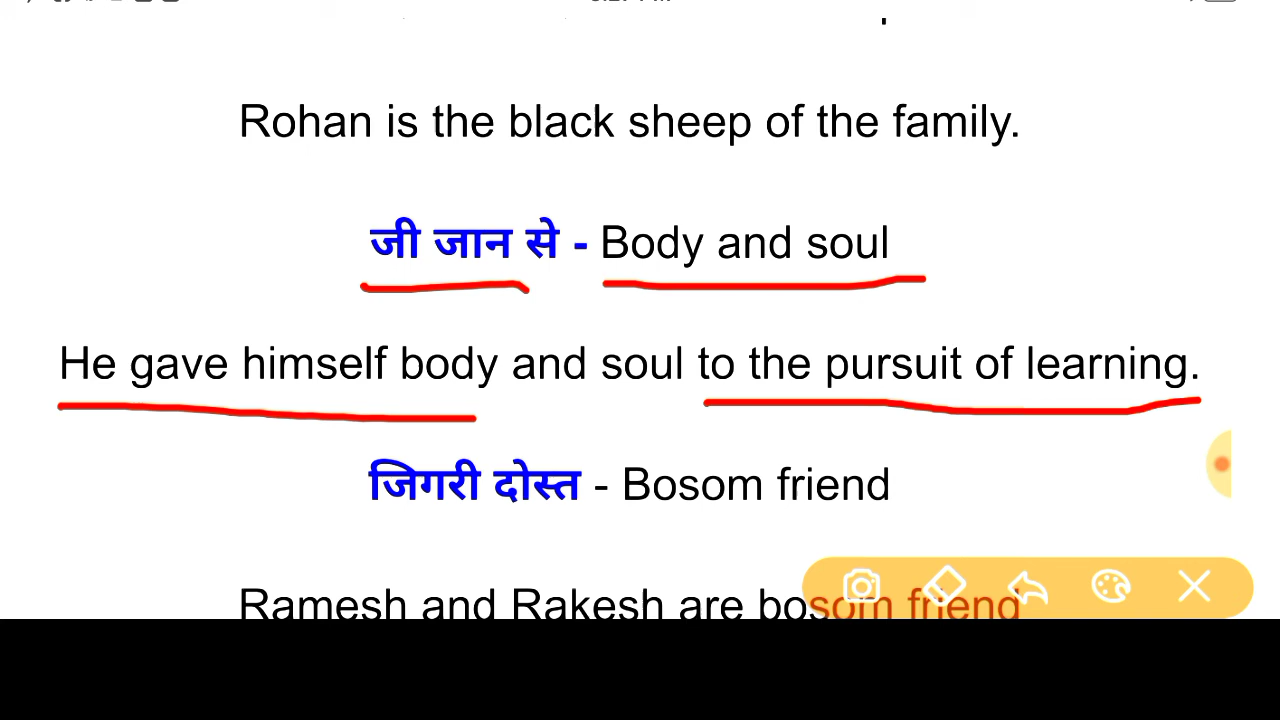 Rohan is the black sheep of the family.
जी जान से - Body and soul
He gave himself body and soul to the pursuit of learning.
जिगरी दोस्त - Bosom friend
Ramesh and Rakesh are bosom friend